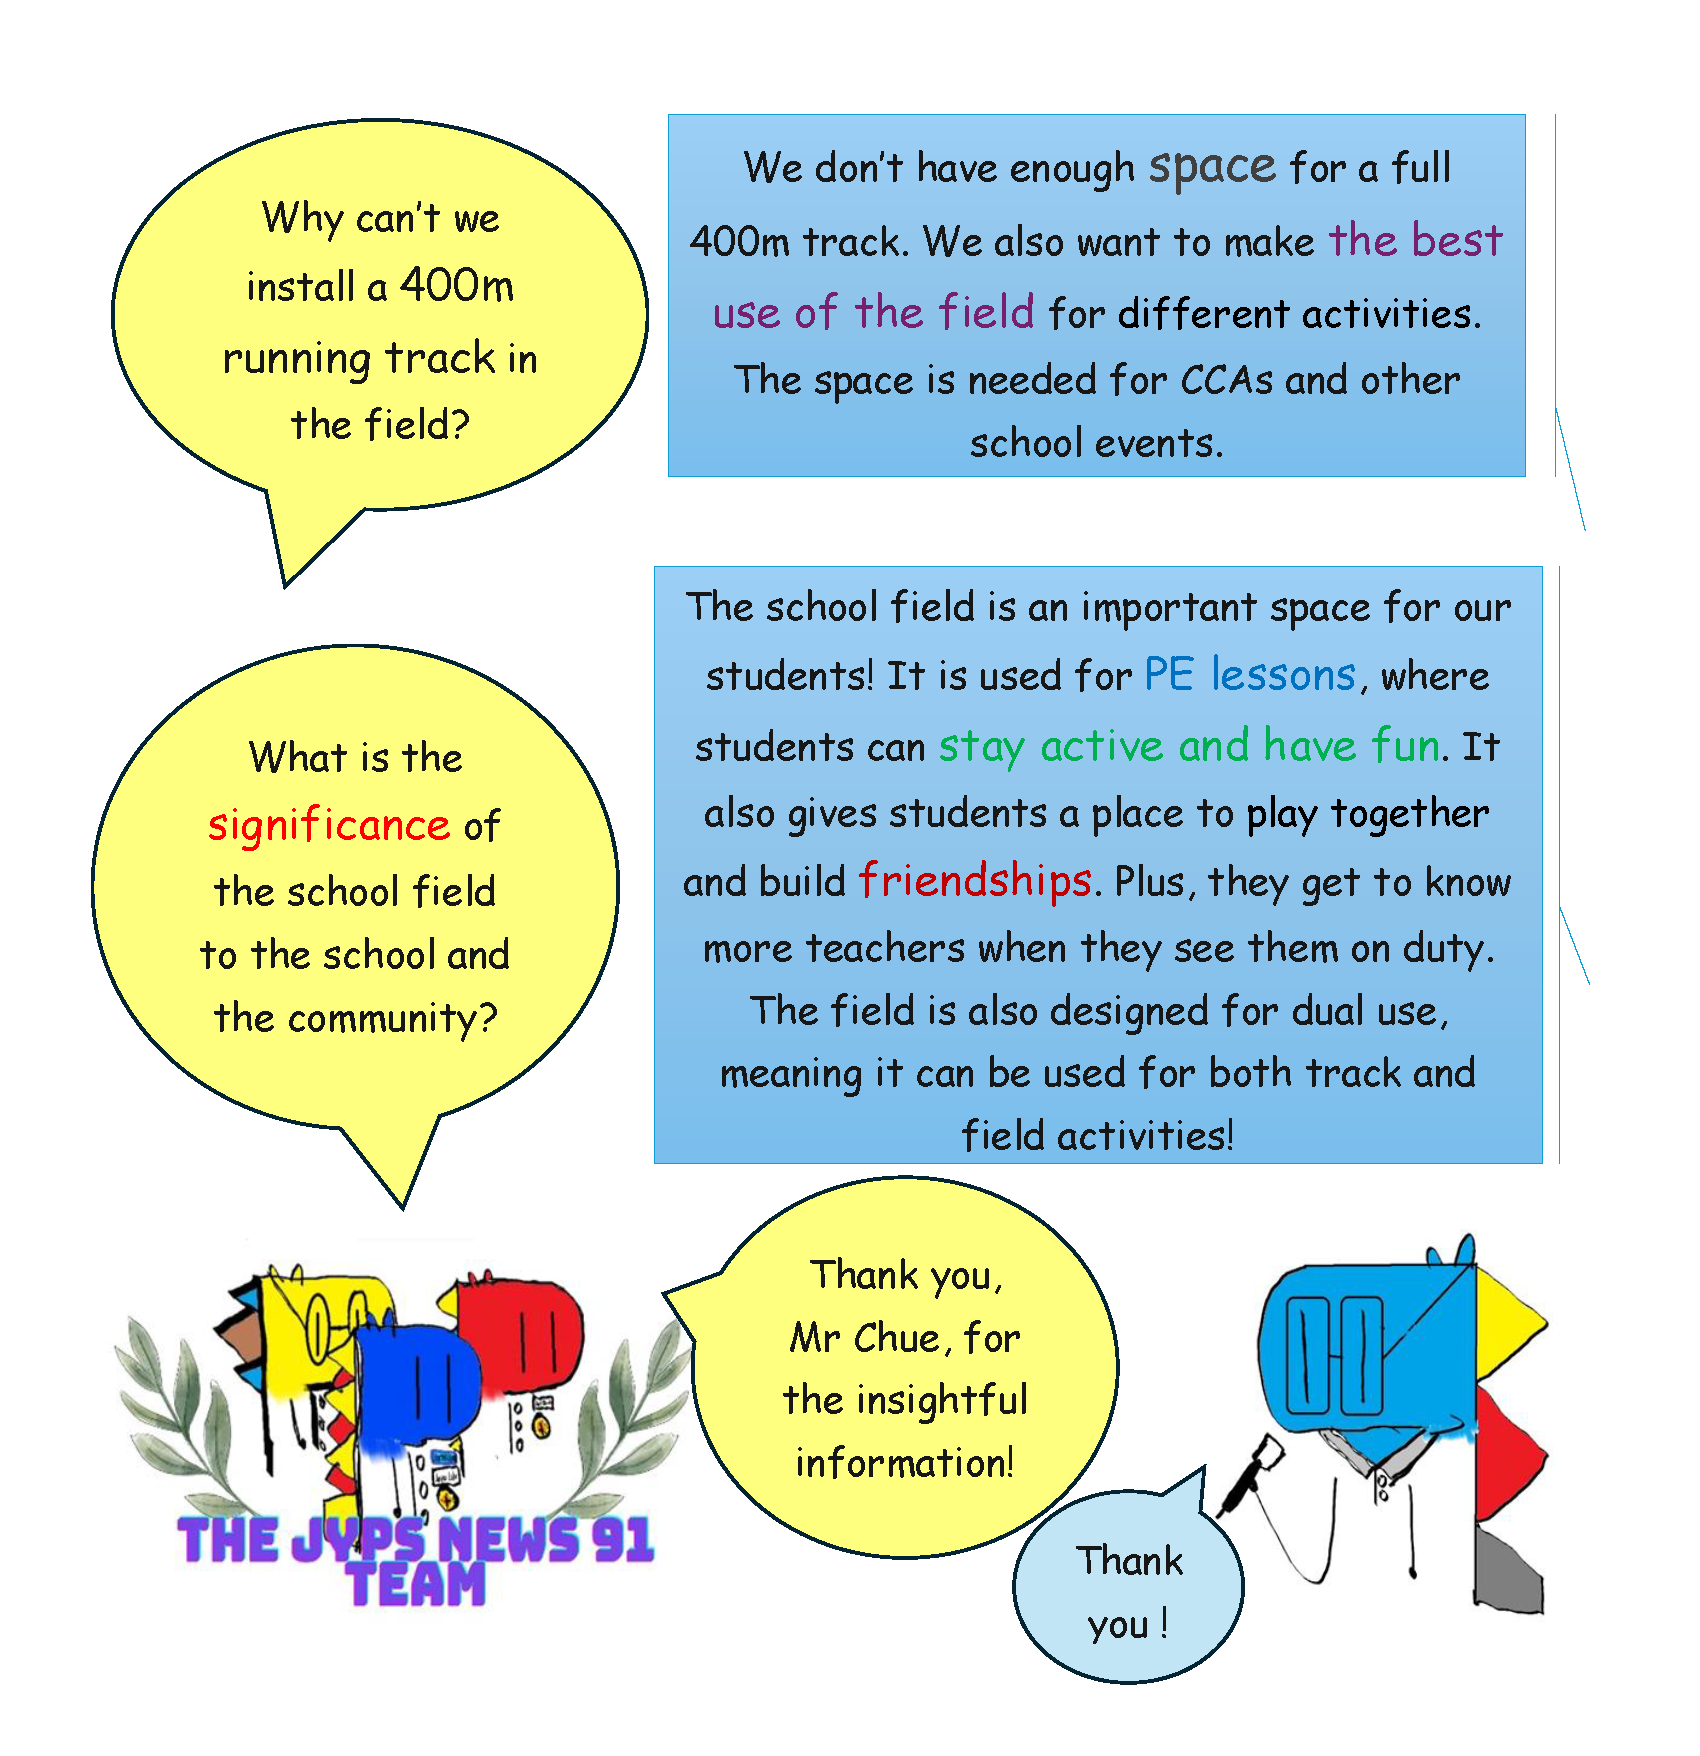 Why can't we
install a 400m
running track in
the field?
We don't have enough space for a full
400m track. We also want to make the best
use of the field for different activities.
The space is needed for CCAs and other
school events.
What is the
significance of
the school field
to the school and
the community?
The school field is an important space for our
students! It is used for PE lessons, where
students can stay active and have fun. It
also gives students a place to play together
and build friendships. Plus, they get to know
more teachers when they see them on duty.
The field is also designed for dual use,
meaning it can be used for both track and
field activities!
Thank you,
Mr Chue, for
the insightful
information!
Thank
you !
THE JYPS NEWS 91
TEAM